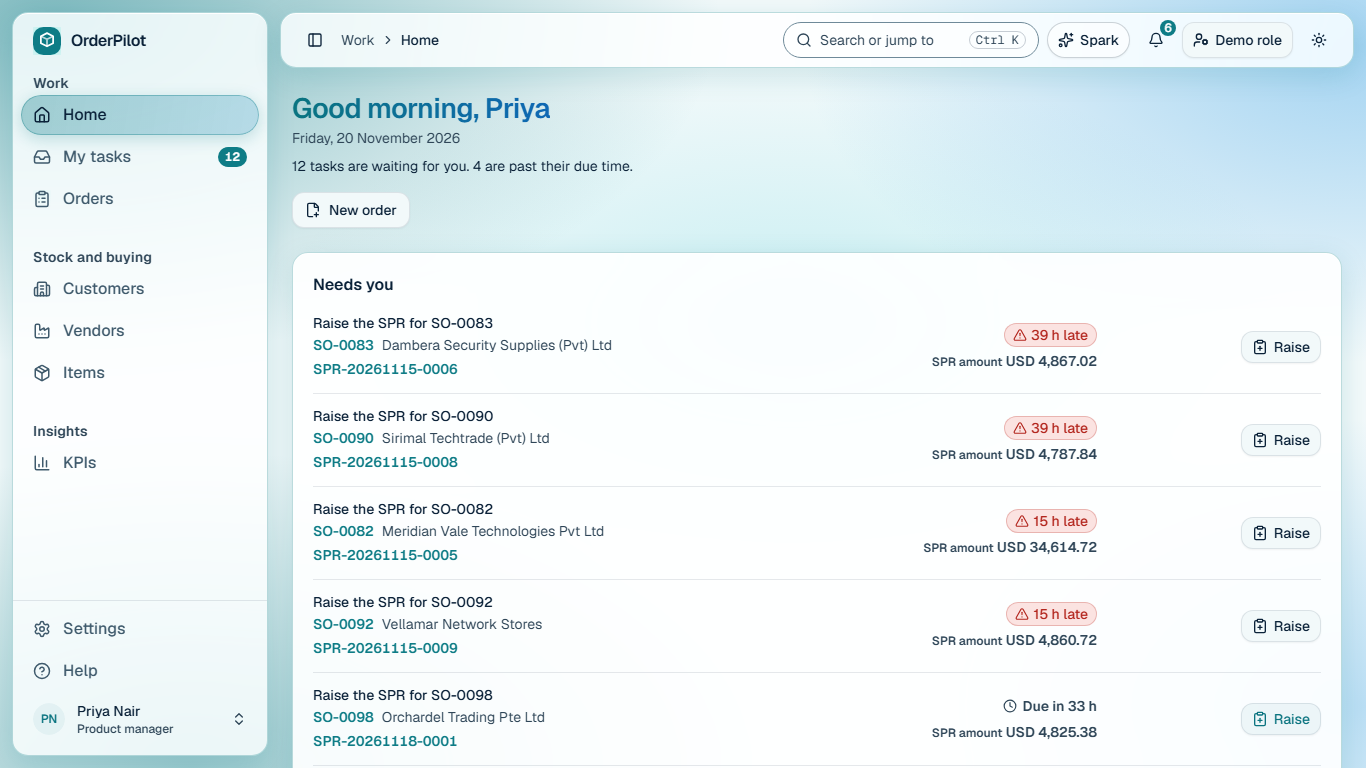 OrderPilot
Work
Home
My tasks 12
Orders
Stock and buying
Customers
Vendors
Items
Insights
KPIs
Settings
Help
PN
Priya Nair
Product manager
Work > Home
Search or jump to Ctrl K
Spark
6
Demo role
Good morning, Priya
Friday, 20 November 2026
12 tasks are waiting for you. 4 are past their due time.
New order
Needs you
Raise the SPR for SO-0083
SO-0083 Dambera Security Supplies (Pvt) Ltd
SPR-20261115-0006
39 h late
SPR amount USD 4,867.02
Raise
Raise the SPR for SO-0090
SO-0090 Sirimal Techtrade (Pvt) Ltd
SPR-20261115-0008
39 h late
SPR amount USD 4,787.84
Raise
Raise the SPR for SO-0082
SO-0082 Meridian Vale Technologies Pvt Ltd
SPR-20261115-0005
15 h late
SPR amount USD 34,614.72
Raise
Raise the SPR for SO-0092
SO-0092 Vellamar Network Stores
SPR-20261115-0009
15 h late
SPR amount USD 4,860.72
Raise
Raise the SPR for SO-0098
SO-0098 Orchardel Trading Pte Ltd
SPR-20261118-0001
Due in 33 h
SPR amount USD 4,825.38
Raise